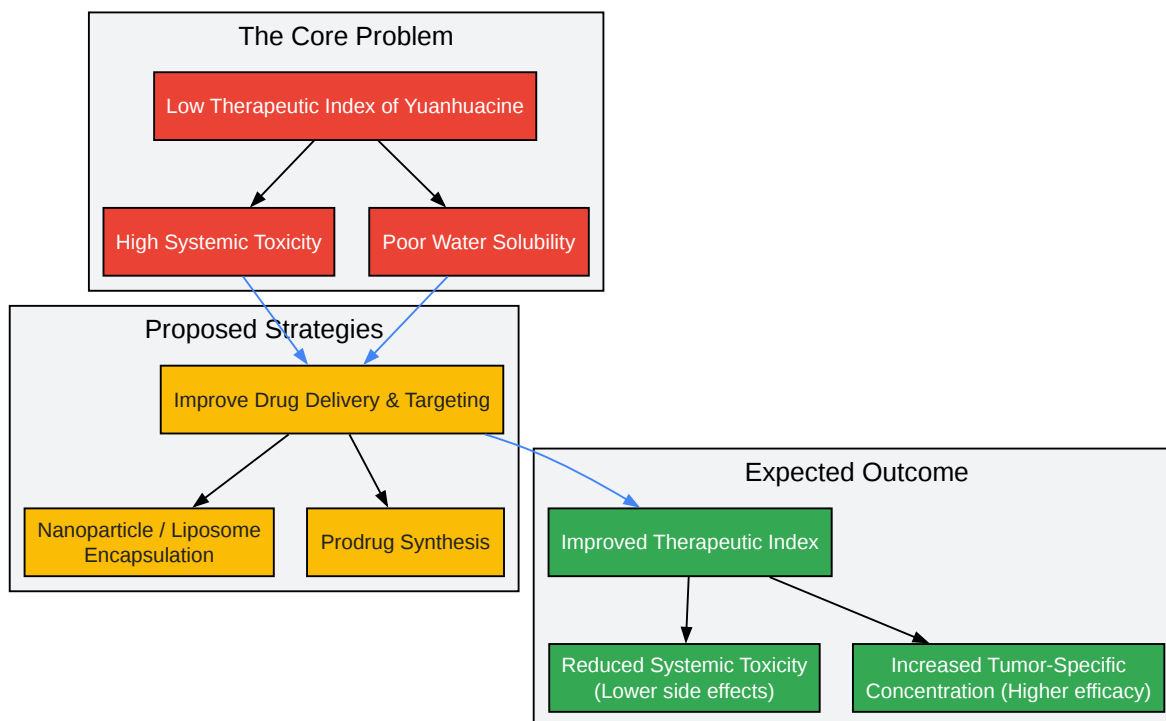 The Core Problem
Low Therapeutic Index of Yuanhuacine
High Systemic Toxicity
Poor Water Solubility
Proposed Strategies
Improve Drug Delivery & Targeting
Nanoparticle / Liposome
Encapsulation
Prodrug Synthesis
Expected Outcome
Improved Therapeutic Index
Reduced Systemic Toxicity
(Lower side effects)
Increased Tumor-Specific
Concentration (Higher efficacy)